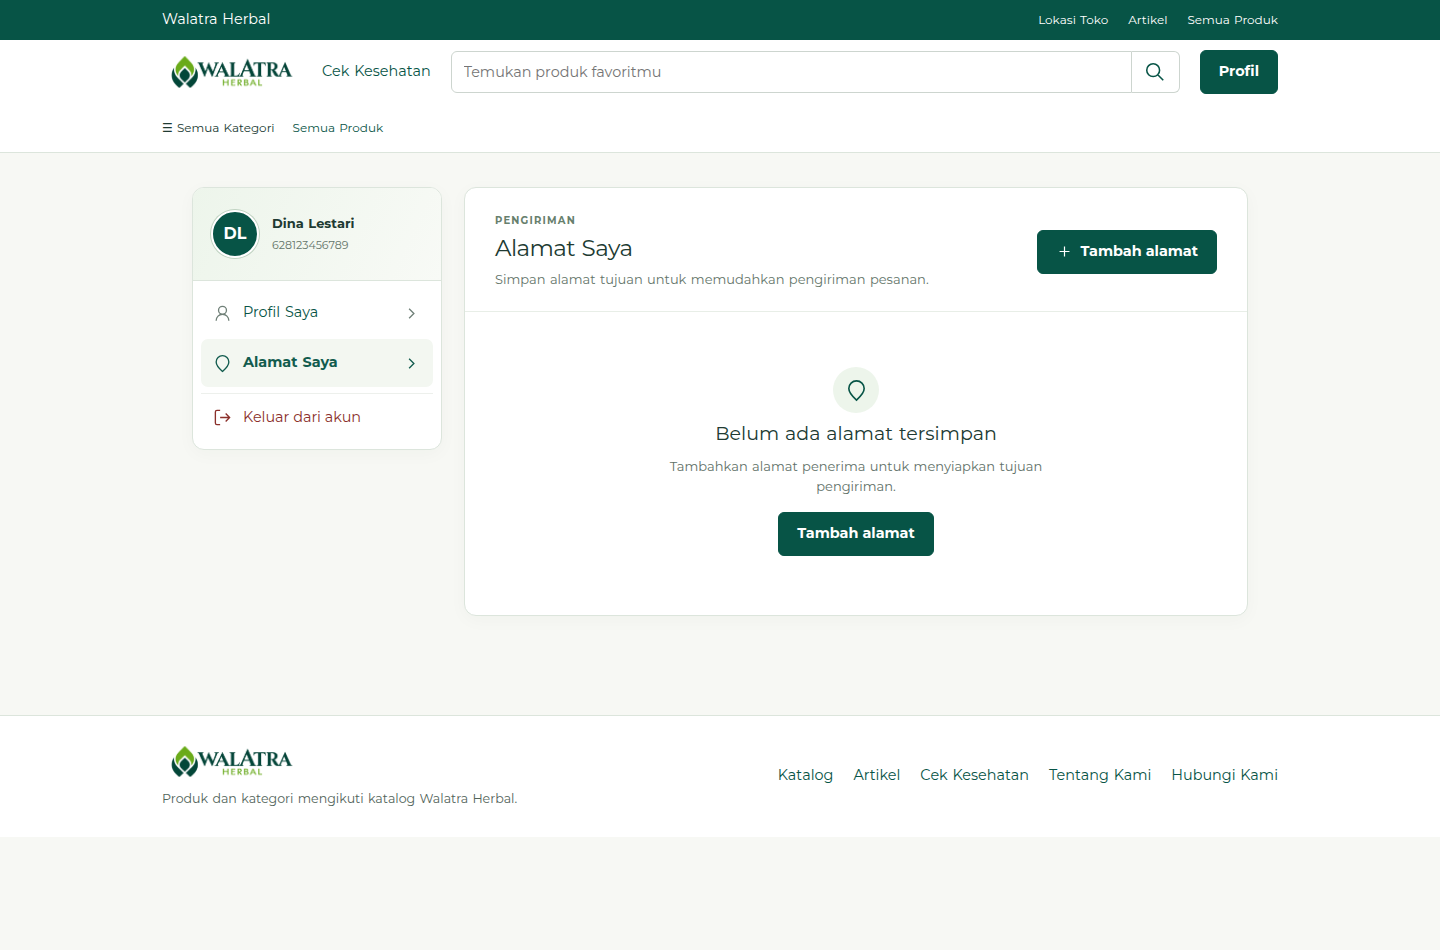 Walatra Herbal
Lokasi Toko Artikel Semua Produk
WALATRA
HERBAL
Cek Kesehatan
Temukan produk favoritmu
Profil
☰ Semua Kategori Semua Produk
DL
Dina Lestari
628123456789
Profil Saya
Alamat Saya
Keluar dari akun
PENGIRIMAN
Alamat Saya
Simpan alamat tujuan untuk memudahkan pengiriman pesanan.
+ Tambah alamat
Belum ada alamat tersimpan
Tambahkan alamat penerima untuk menyiapkan tujuan
pengiriman.
Tambah alamat
WALATRA
HERBAL
Produk dan kategori mengikuti katalog Walatra Herbal.
Katalog Artikel Cek Kesehatan Tentang Kami Hubungi Kami